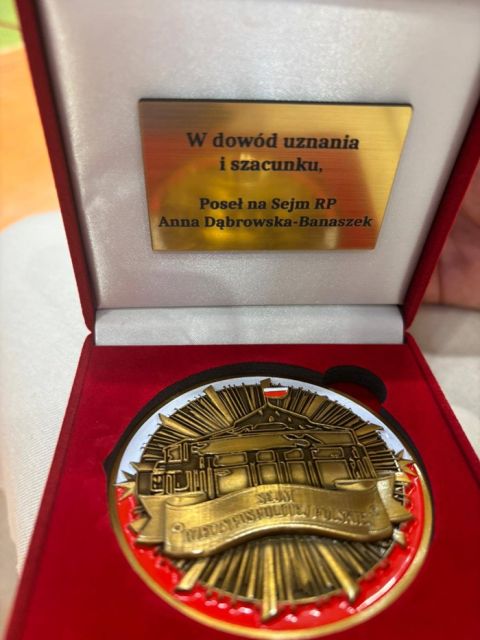 W dowód uznania
i szacunku,
Poseł na Sejm RP
Anna Dąbrowska-Banaszek
SEJM
RZECZYPOSPOLITEJ POLSKIEJ